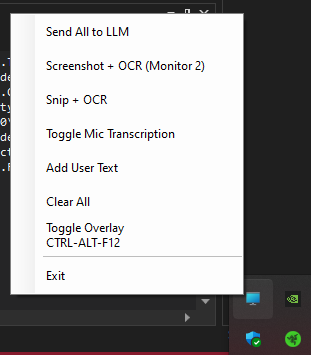 Send All to LLM
Screenshot + OCR (Monitor 2)
Snip + OCR
Toggle Mic Transcription
Add User Text
Clear All
Toggle Overlay
CTRL-ALT-F12
Exit